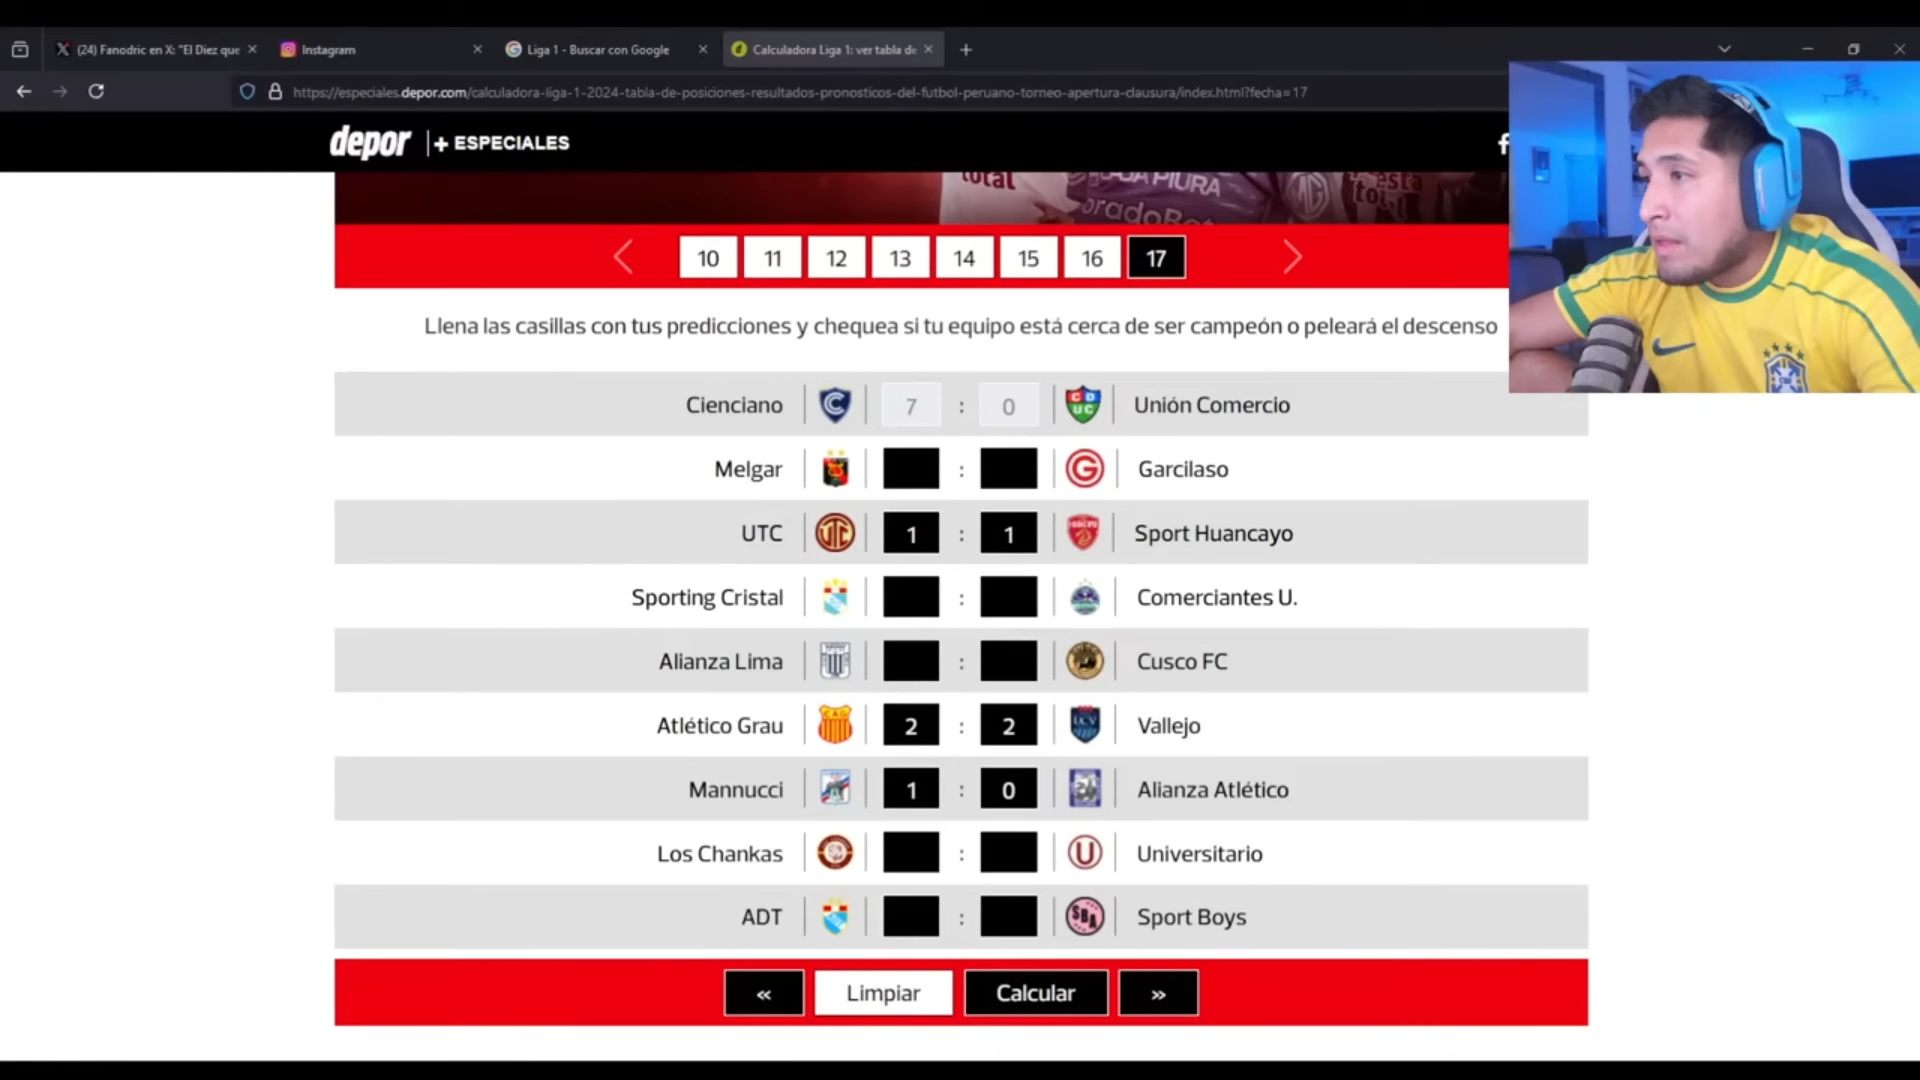 (24) Fanodric en X: "El Diez que
Instagram
Liga 1 - Buscar con Google
Calculadora Liga 1: ver tabla de
https://especiales.depor.com/calculadora-liga-1-2024-tabla-de-posiciones-resultados-pronosticos-del-futbol-peruano-torneo-apertura-clausura/index.html?fecha=17
depor + ESPECIALES
total
PIURA
MG
total
10 11 12 13 14 15 16 17
Llena las casillas con tus predicciones y chequea si tu equipo está cerca de ser campeón o peleará el descenso
Cienciano 7 : 0 Unión Comercio
Melgar : Garcilaso
UTC 1 : 1 Sport Huancayo
Sporting Cristal : Comerciantes U.
Alianza Lima : Cusco FC
Atlético Grau 2 : 2 Vallejo
Mannucci 1 : 0 Alianza Atlético
Los Chankas : Universitario
ADT : Sport Boys
« Limpiar Calcular »